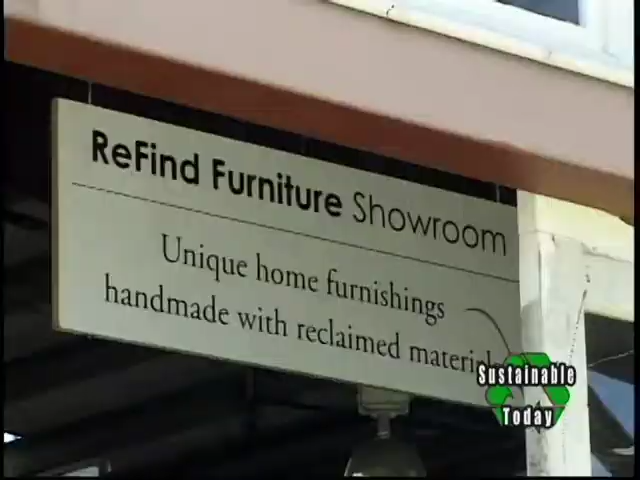 ReFind Furniture Showroom
Unique home furnishings
handmade with reclaimed
Sustainable
Today